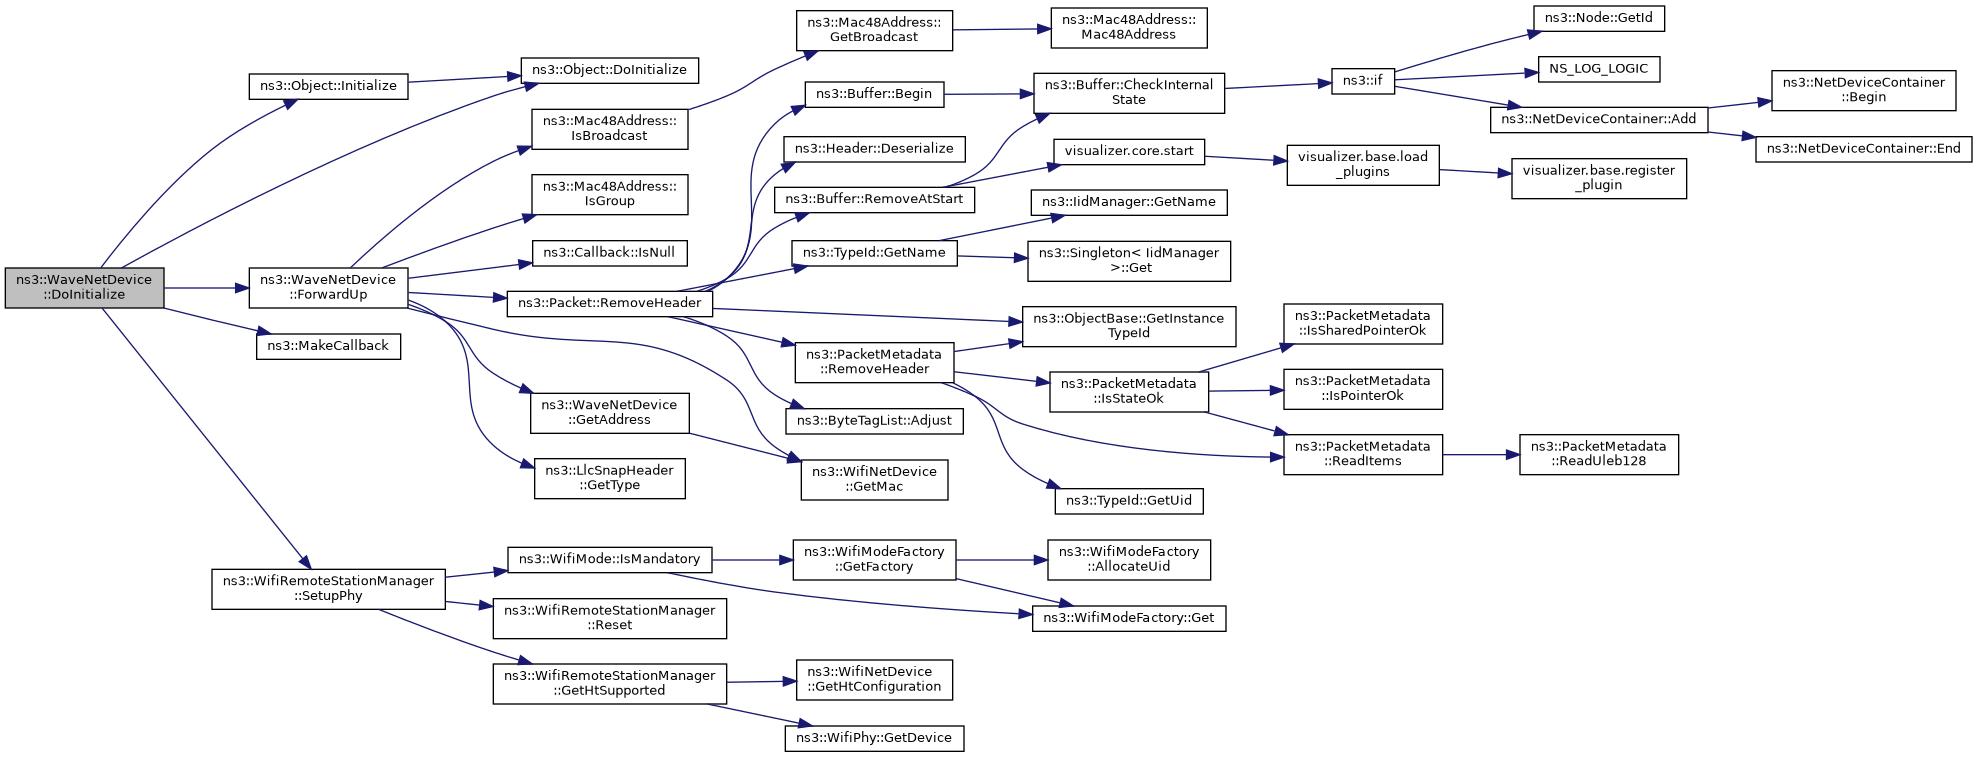 ns3::WaveNetDevice
::DoInitialize
ns3::Object::Initialize
ns3::WaveNetDevice
::ForwardUp
ns3::MakeCallback
ns3::WifiRemoteStationManager
::SetupPhy
ns3::Object::DoInitialize
ns3::Mac48Address::
IsBroadcast
ns3::Mac48Address::
IsGroup
ns3::Callback::IsNull
ns3::Packet::RemoveHeader
ns3::WaveNetDevice
::GetAddress
ns3::LlcSnapHeader
::GetType
ns3::WifiMode::IsMandatory
ns3::WifiRemoteStationManager
::Reset
ns3::WifiRemoteStationManager
::GetHtSupported
ns3::Mac48Address::
GetBroadcast
ns3::Buffer::Begin
ns3::Header::Deserialize
ns3::Buffer::RemoveAtStart
ns3::TypeId::GetName
ns3::PacketMetadata
::RemoveHeader
ns3::ByteTagList::Adjust
ns3::WifiNetDevice
::GetMac
ns3::WifiModeFactory
::GetFactory
ns3::WifiNetDevice
::GetHtConfiguration
ns3::WifiPhy::GetDevice
ns3::Mac48Address::
Mac48Address
ns3::Buffer::CheckInternal
State
visualizer.core.start
ns3::IidManager::GetName
ns3::Singleton< IidManager
>::Get
ns3::ObjectBase::GetInstance
TypeId
ns3::PacketMetadata
::IsStateOk
ns3::TypeId::GetUid
ns3::WifiModeFactory
::AllocateUid
ns3::WifiModeFactory::Get
ns3::if
visualizer.base.load
_plugins
ns3::PacketMetadata
::IsSharedPointerOk
ns3::PacketMetadata
::IsPointerOk
ns3::PacketMetadata
::ReadItems
ns3::Node::GetId
NS_LOG_LOGIC
ns3::NetDeviceContainer::Add
visualizer.base.register
_plugin
ns3::PacketMetadata
::ReadUleb128
ns3::NetDeviceContainer
::Begin
ns3::NetDeviceContainer::End